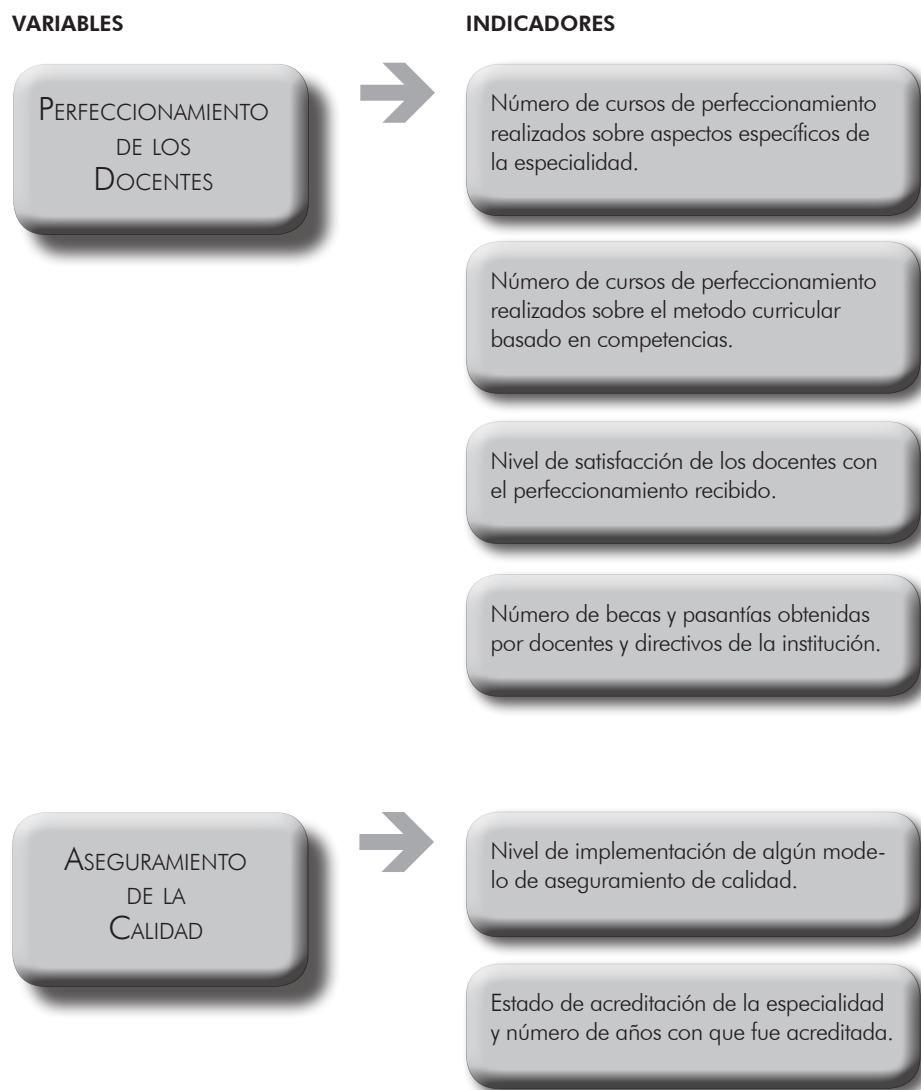 VARIABLES
INDICADORES
PERFECCIONAMIENTO
DE LOS
DOCENTES
Número de cursos de perfeccionamiento
realizados sobre aspectos específicos de
la especialidad.
Número de cursos de perfeccionamiento
realizados sobre el metodo curricular
basado en competencias.
Nivel de satisfacción de los docentes con
el perfeccionamiento recibido.
Número de becas y pasantías obtenidas
por docentes y directivos de la institución.
ASEGURAMIENTO
DE LA
CALIDAD
Nivel de implementación de algún mode-
lo de aseguramiento de calidad.
Estado de acreditación de la especialidad
y número de años con que fue acreditada.